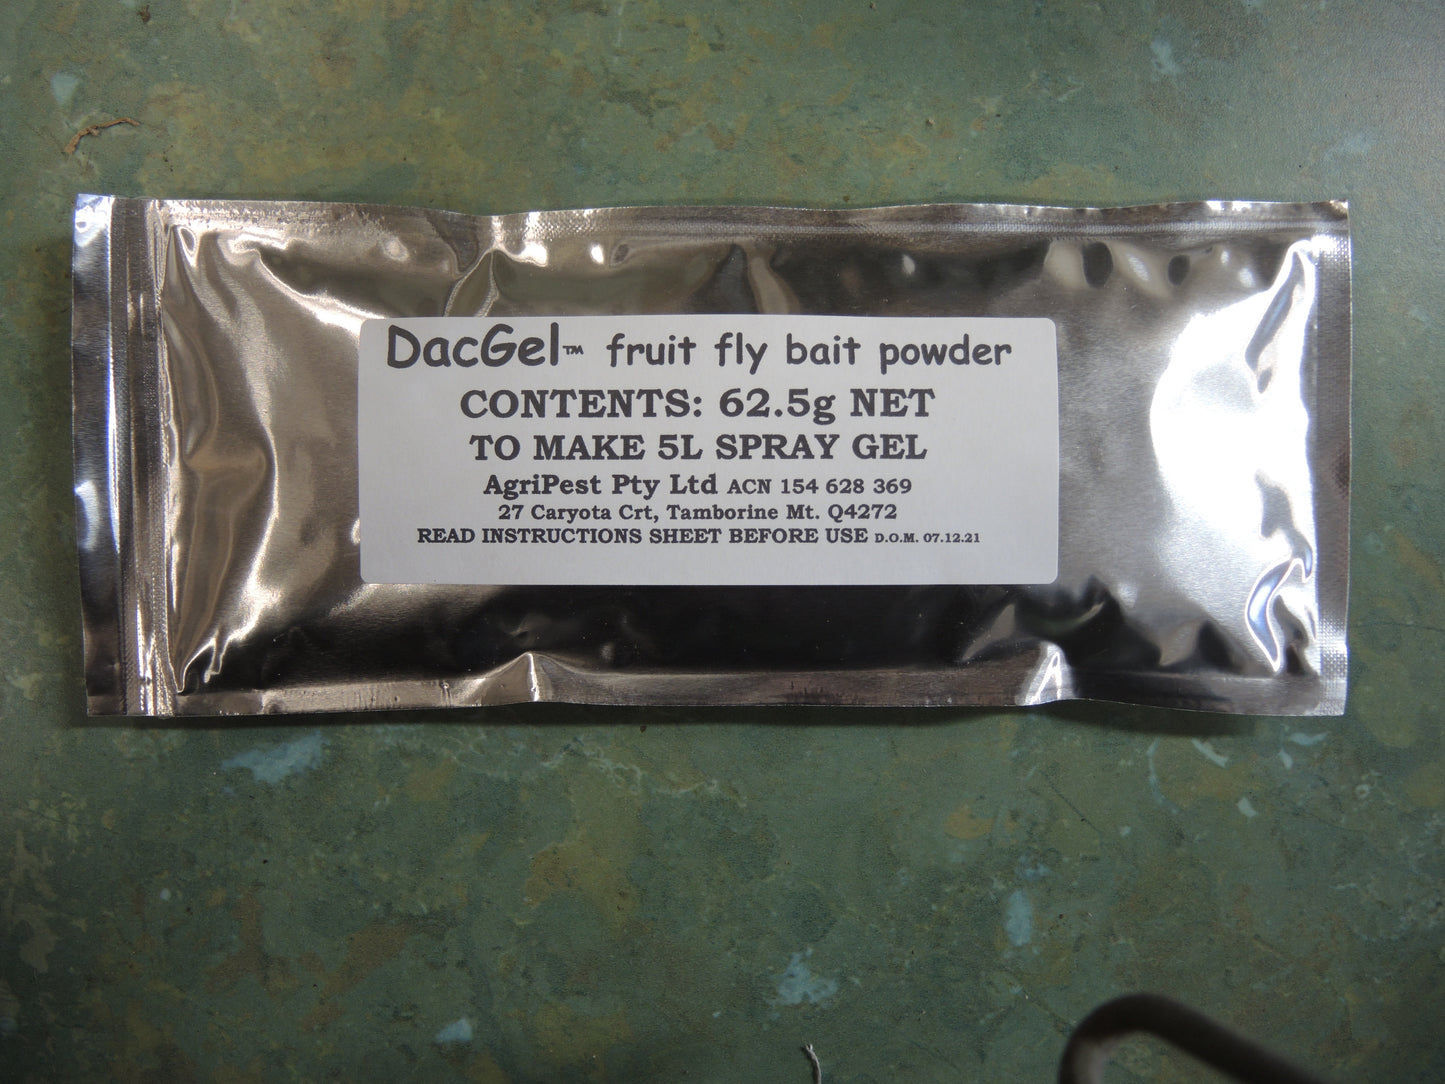 DacGel™ fruit fly bait powder
CONTENTS: 62.5g NET
TO MAKE 5L SPRAY GEL
AgriPest Pty Ltd ACN 154 628 369
27 Caryota Crt, Tamborine Mt. Q4272
READ INSTRUCTIONS SHEET BEFORE USE D.O.M. 07.12.21